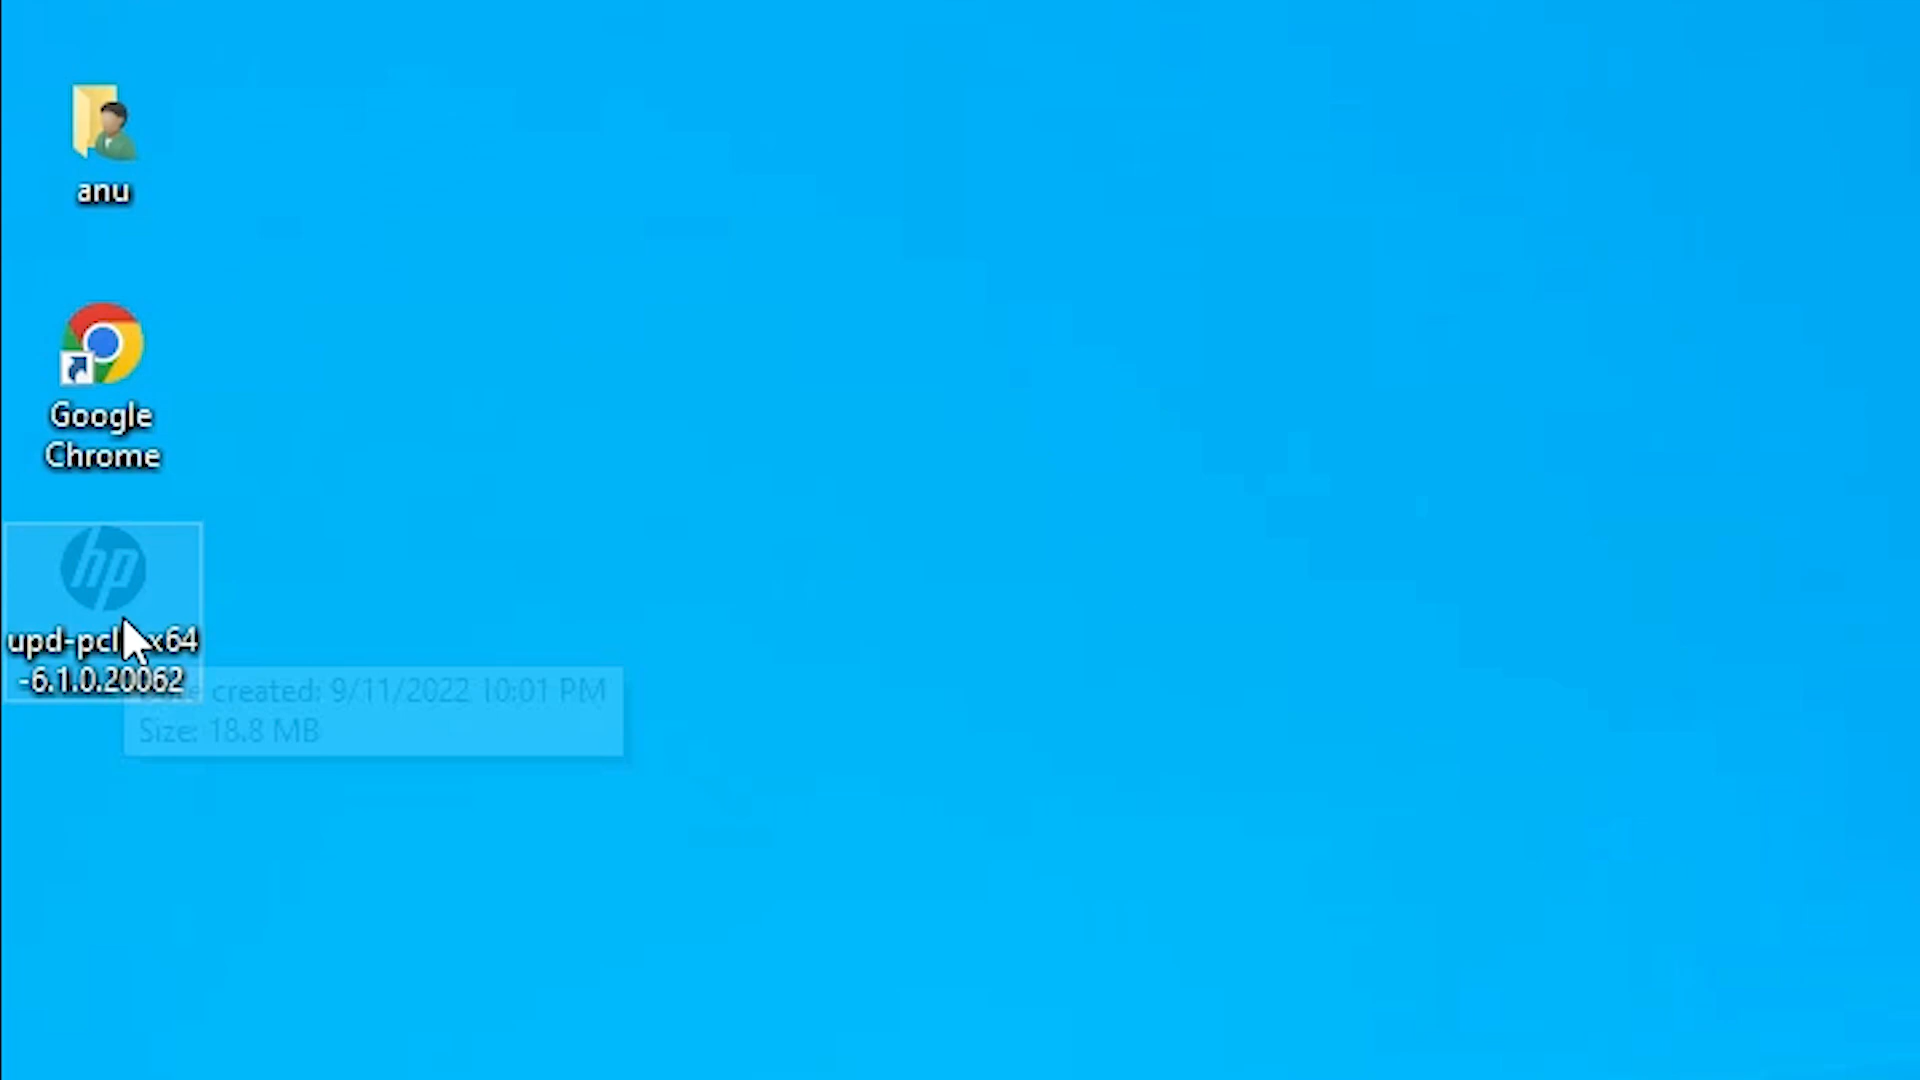 anu
Google
Chrome
hp
upd-pcl x64
-6.1.0.20062
created: 9/11/2022 10:01 PM
Size: 18.8 MB